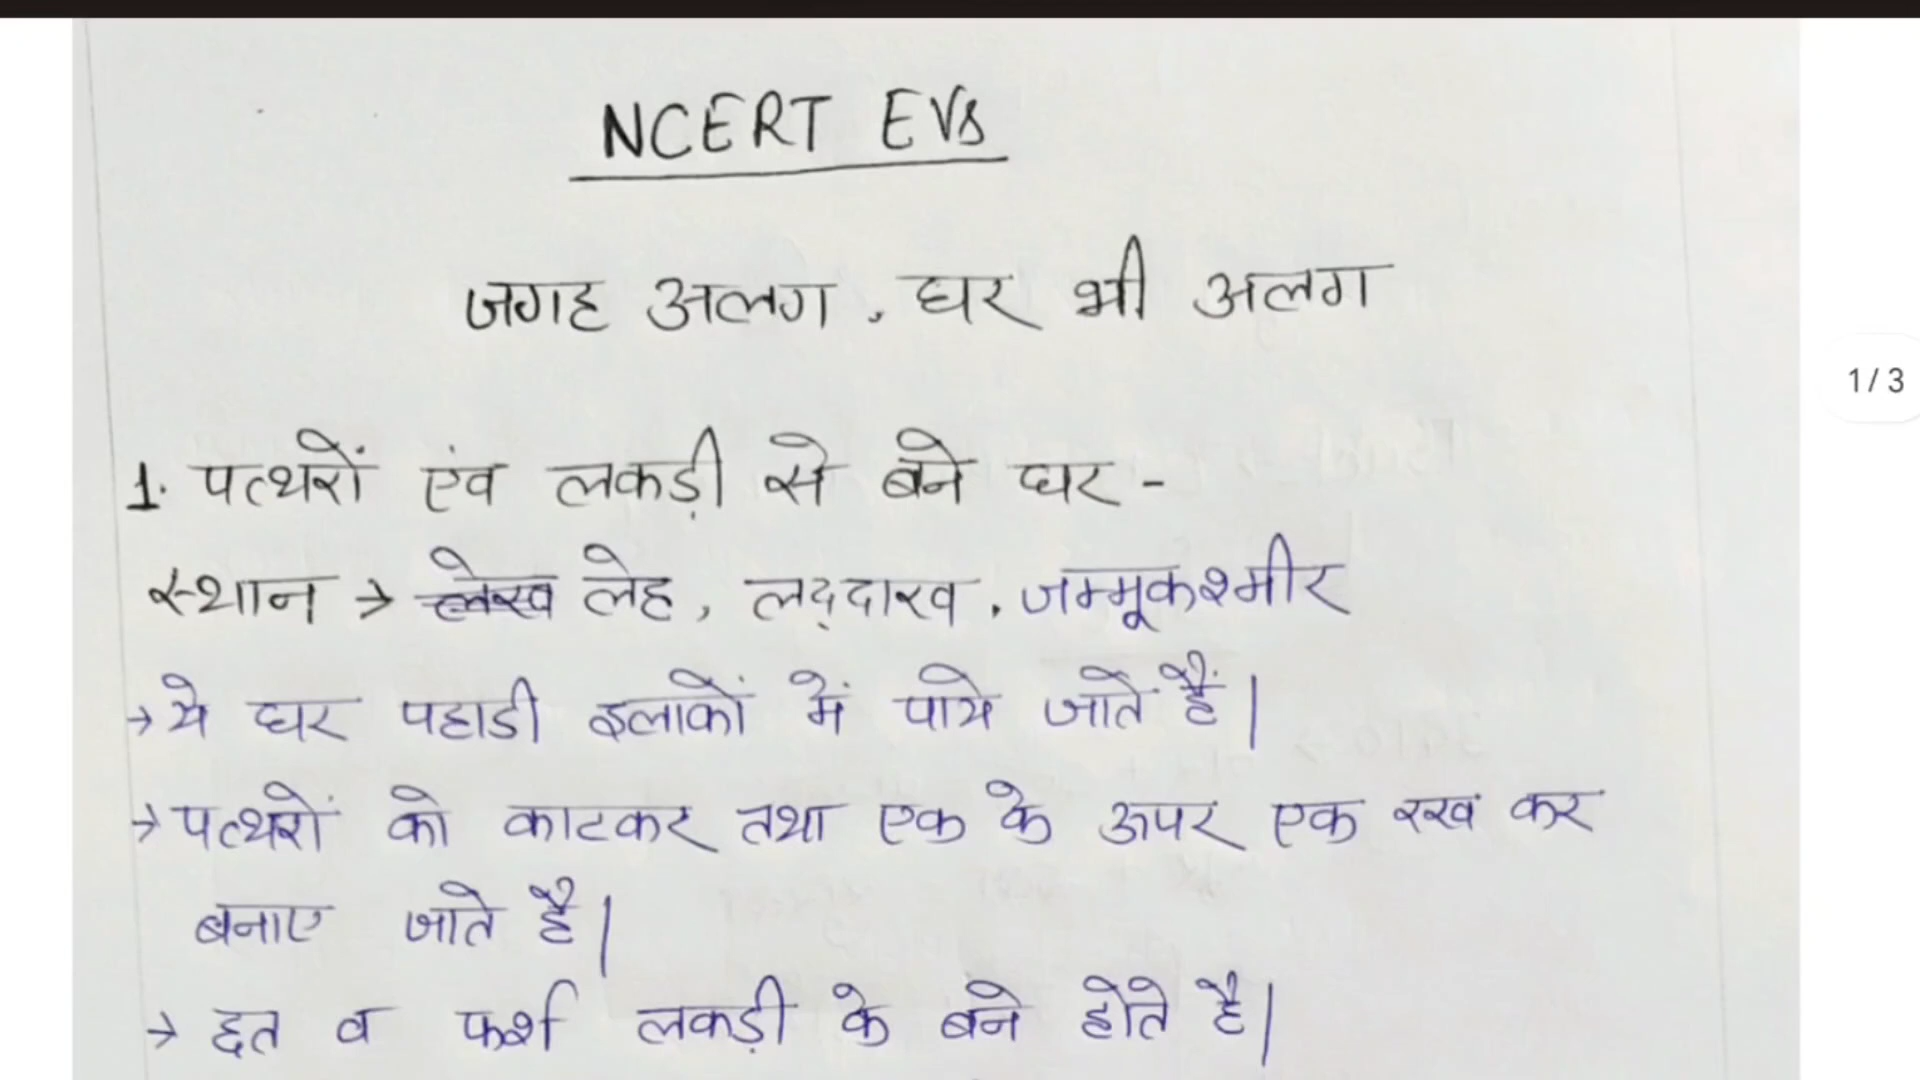 NCERT EVS
जगह अलग, घर भी अलग
1/3
1. पत्थरों एंव लकड़ी से बने घर -
स्थान → लेख लेह, लद्दाख, जम्मूकश्मीर
→ ये घर पहाडी इलाकों में पाये जाते हैं।
→ पत्थरों को काटकर तथा एक के ऊपर एक रख कर
बनाए जाते है।
→ छत व फर्श लकड़ी के बने होते है।